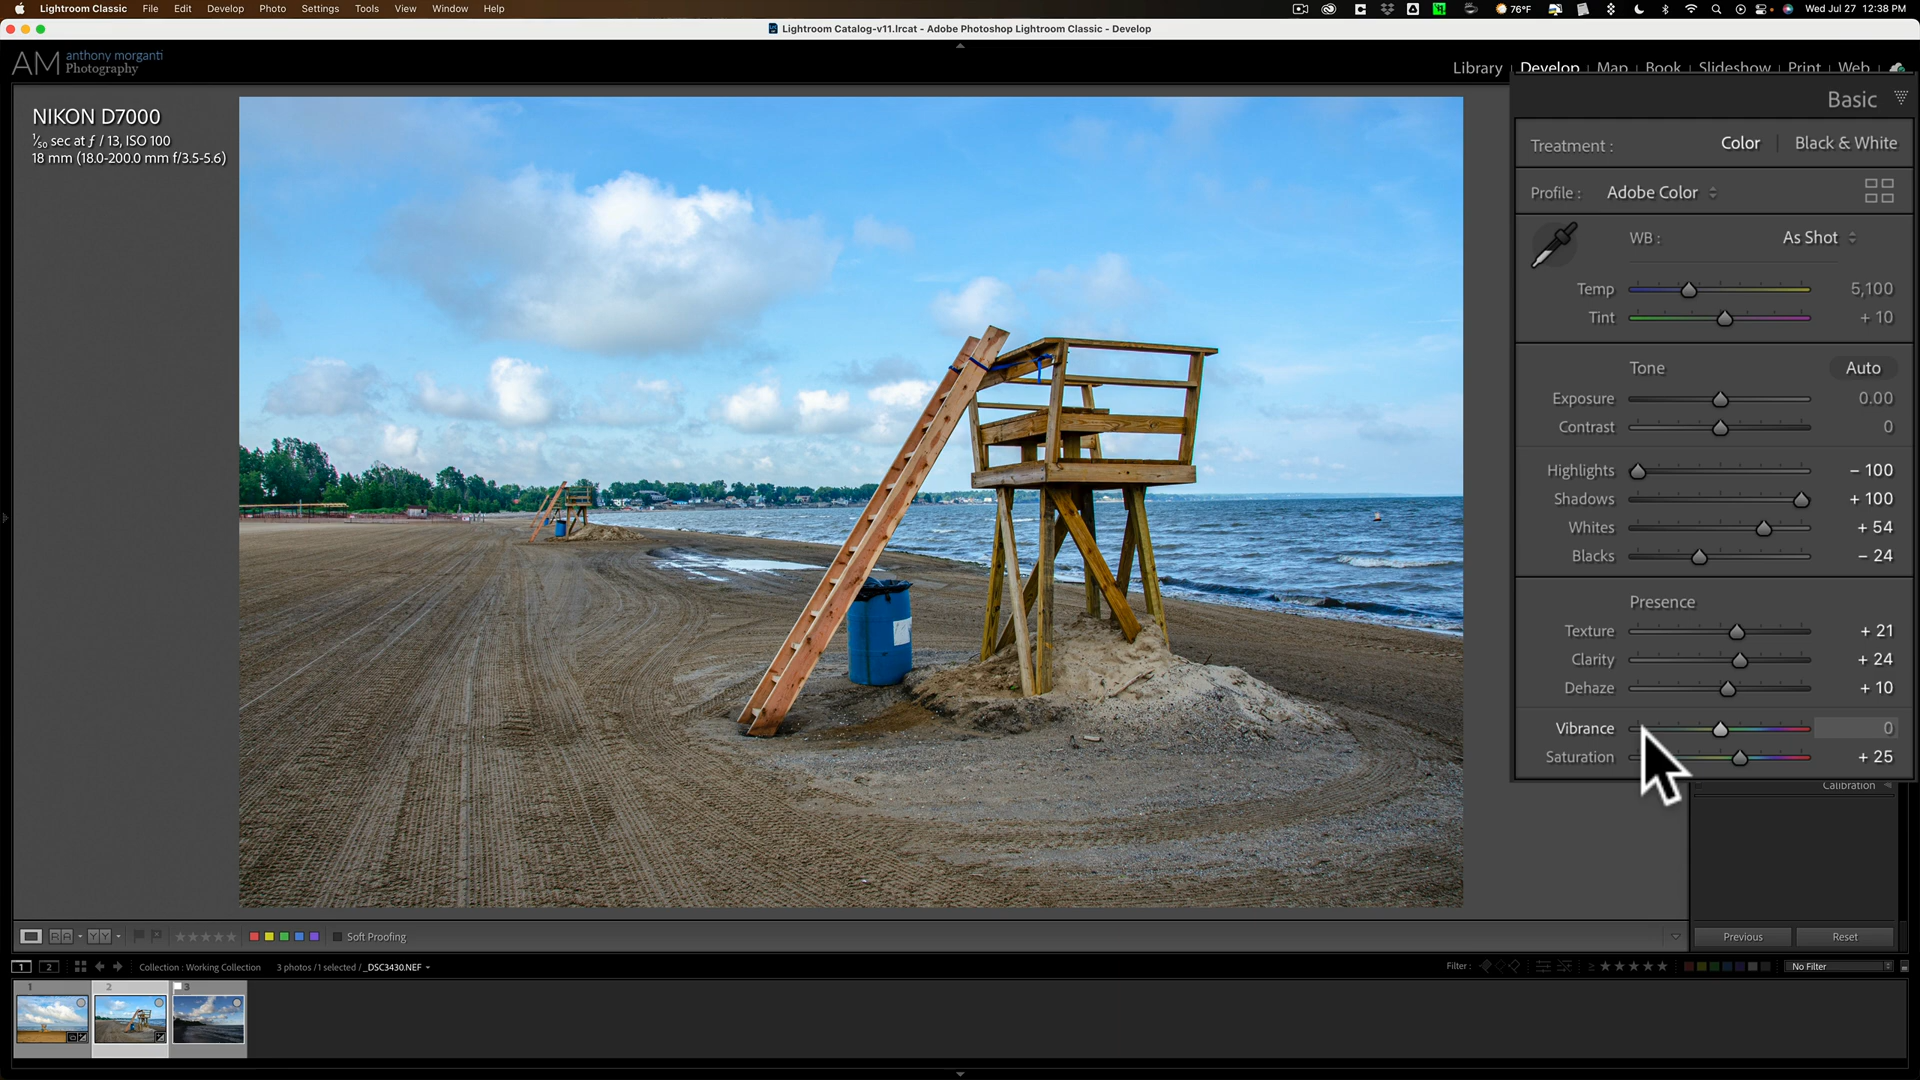 Lightroom Classic File Edit Develop Photo Settings Tools View Window Help 76°F Wed Jul 27 12:38 PM
Lightroom Catalog-v11.lrcat - Adobe Photoshop Lightroom Classic - Develop
AM anthony morganti
Photography
Library | Develop | Map | Book | Slideshow | Print | Web
NIKON D7000
1/50 sec at ƒ / 13, ISO 100
18 mm (18.0-200.0 mm f/3.5-5.6)
Basic
Treatment : Color | Black & White
Profile : Adobe Color
WB : As Shot
Temp 5,100
Tint + 10
Tone Auto
Exposure 0.00
Contrast 0
Highlights − 100
Shadows + 100
Whites + 54
Blacks − 24
Presence
Texture + 21
Clarity + 24
Dehaze + 10
Vibrance 0
Saturation + 25
Calibration
Soft Proofing
Previous Reset
1 2 Collection : Working Collection 3 photos / 1 selected / _DSC3430.NEF
Filter : ≥ No Filter
1 2 3